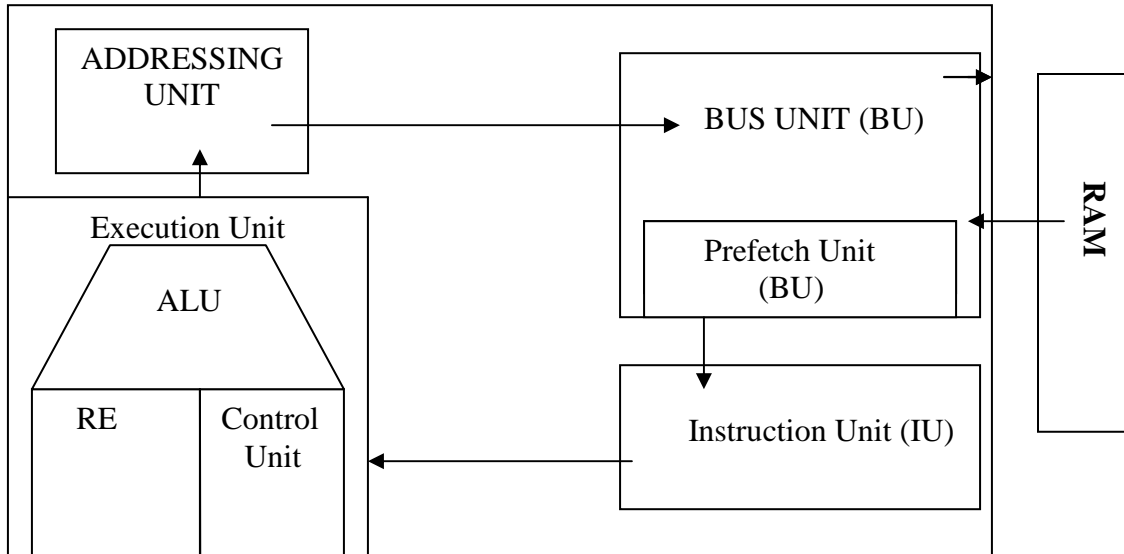 ADDRESSING
UNIT
BUS UNIT (BU)
RAM
Execution Unit
Prefetch Unit
(BU)
ALU
RE
Control
Unit
Instruction Unit (IU)